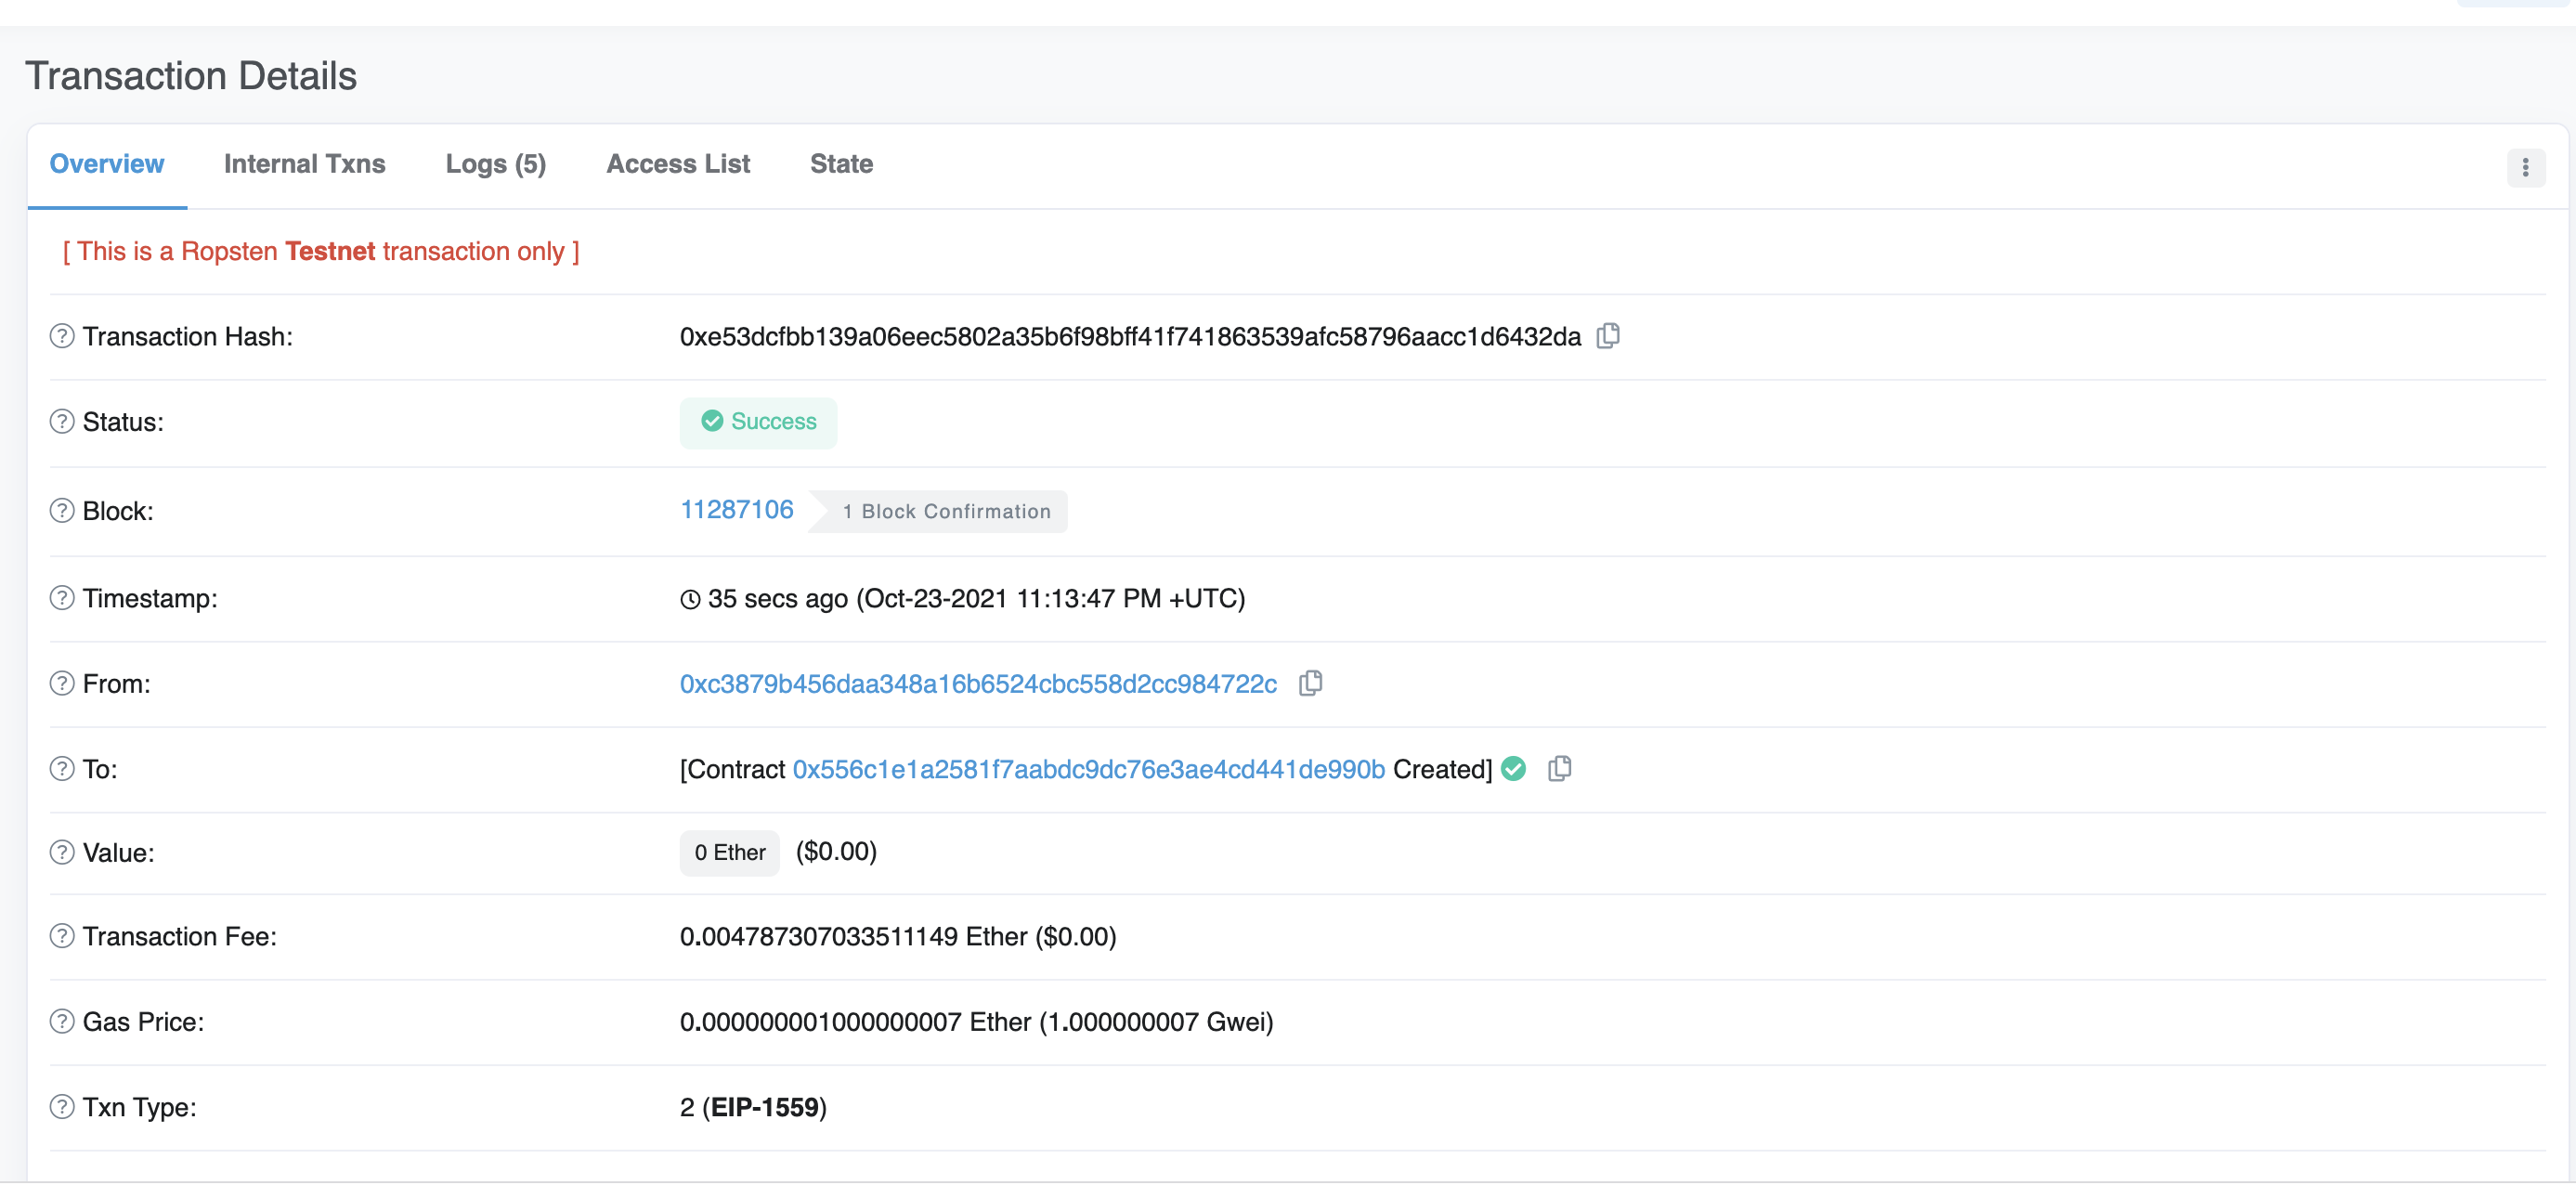 Transaction Details
Overview Internal Txns Logs (5) Access List State
[ This is a Ropsten Testnet transaction only ]
Transaction Hash: 0xe53dcfbb139a06eec5802a35b6f98bff41f741863539afc58796aacc1d6432da
Status: Success
Block: 11287106 1 Block Confirmation
Timestamp: 35 secs ago (Oct-23-2021 11:13:47 PM +UTC)
From: 0xc3879b456daa348a16b6524cbc558d2cc984722c
To: [Contract 0x556c1e1a2581f7aabdc9dc76e3ae4cd441de990b Created]
Value: 0 Ether ($0.00)
Transaction Fee: 0.004787307033511149 Ether ($0.00)
Gas Price: 0.000000001000000007 Ether (1.000000007 Gwei)
Txn Type: 2 (EIP-1559)